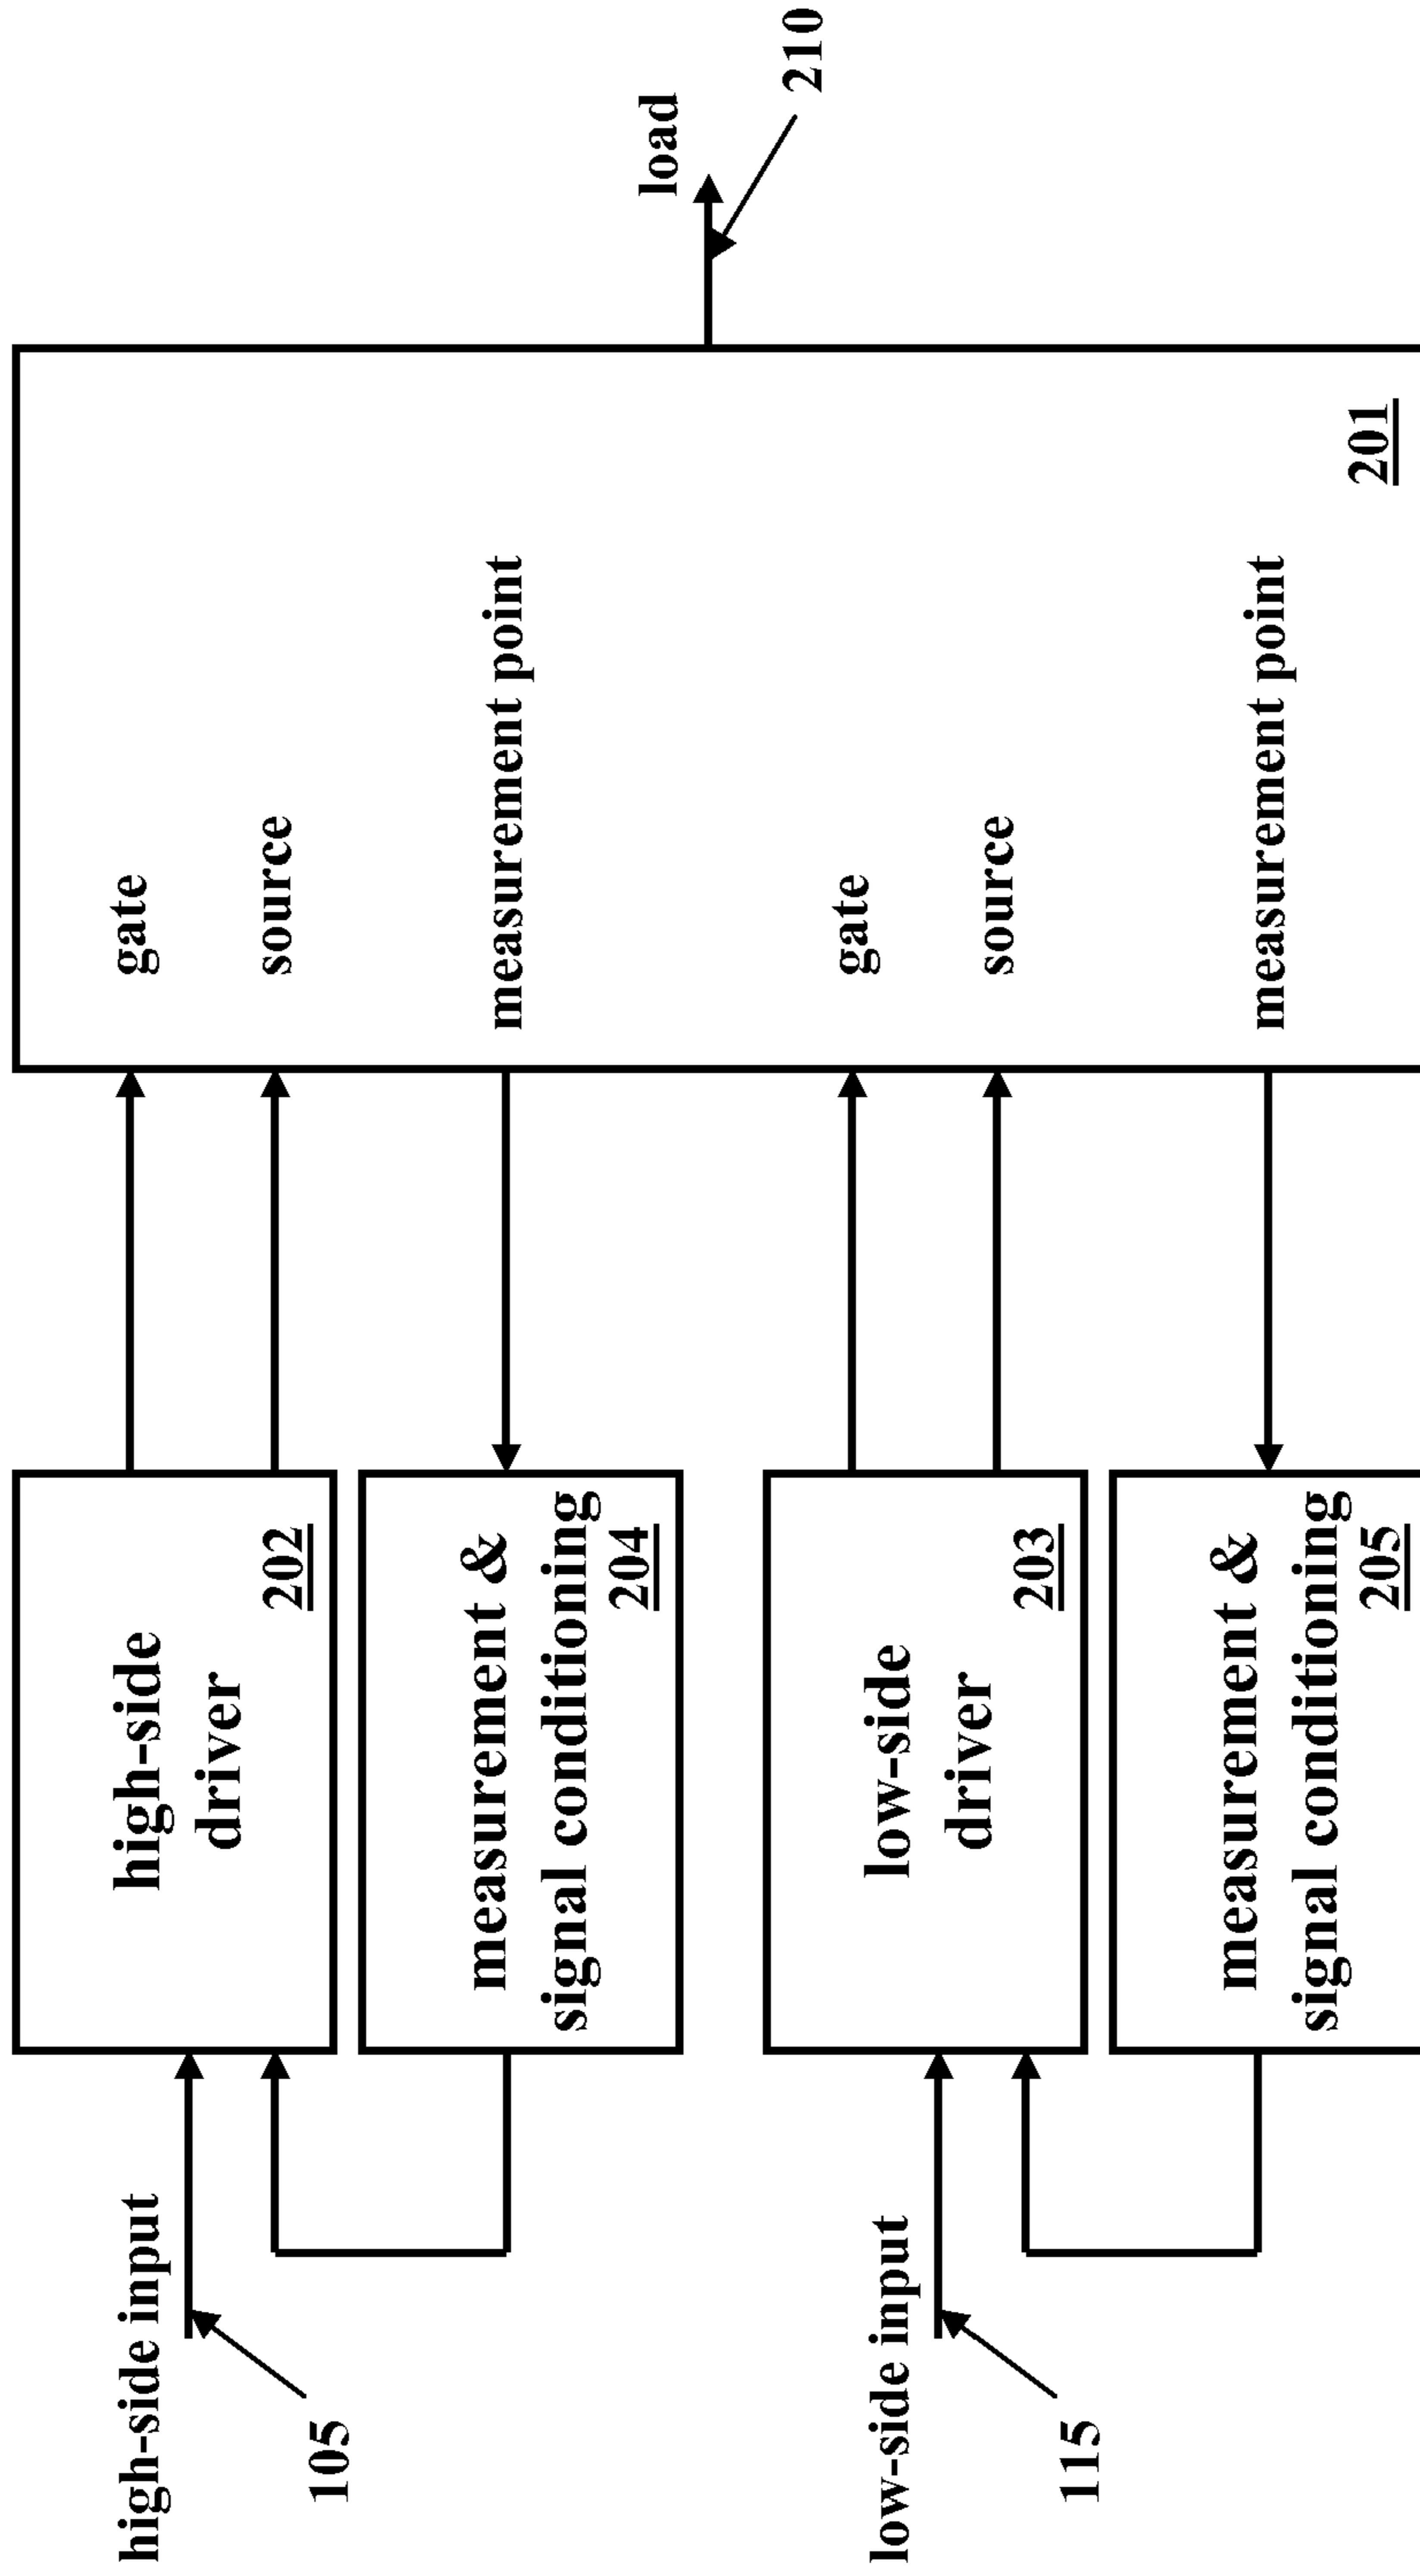 high-side input
105
high-side
driver
202
gate
source
measurement &
signal conditioning
204
measurement point
load
210
low-side input
115
low-side
driver
203
gate
source
measurement &
signal conditioning
205
measurement point
201